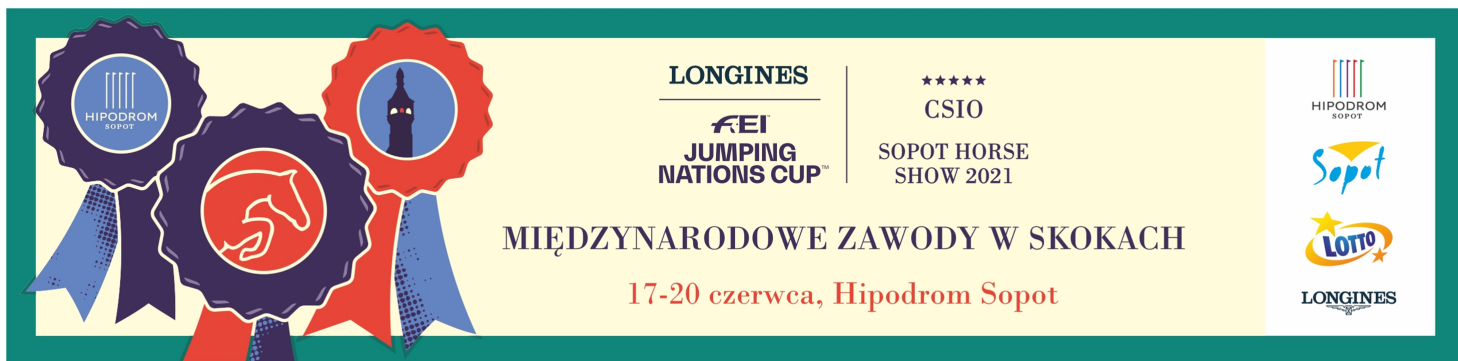 HIPODROM
SOPOT
LONGINES
FEI
JUMPING
NATIONS CUP™
★★★★★
CSIO
SOPOT HORSE
SHOW 2021
MIĘDZYNARODOWE ZAWODY W SKOKACH
17-20 czerwca, Hipodrom Sopot
HIPODROM
SOPOT
Sopot
LOTTO
LONGINES